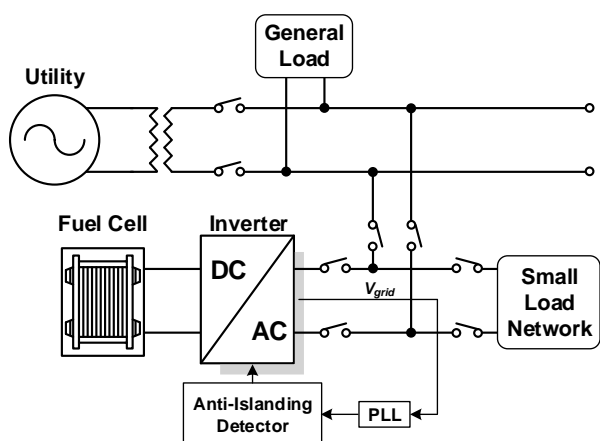 General
Load
Utility
Fuel Cell
Inverter
DC
AC
Vgrid
Small
Load
Network
Anti-Islanding
Detector
PLL